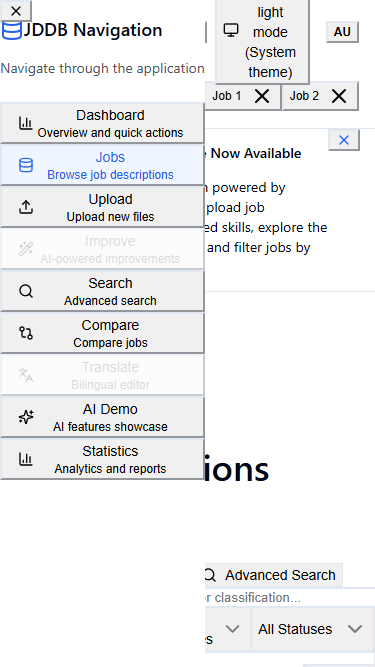 JDDB Navigation
Navigate through the application
Dashboard
Overview and quick actions
Jobs
Browse job descriptions
Upload
Upload new files
Improve
AI-powered improvements
Search
Advanced search
Compare
Compare jobs
Translate
Bilingual editor
AI Demo
AI features showcase
Statistics
Analytics and reports
light
mode
(System
theme)
AU
Job 1
Job 2
Now Available
powered by
pload job
ed skills, explore the
and filter jobs by
ions
Advanced Search
r classification...
es
All Statuses